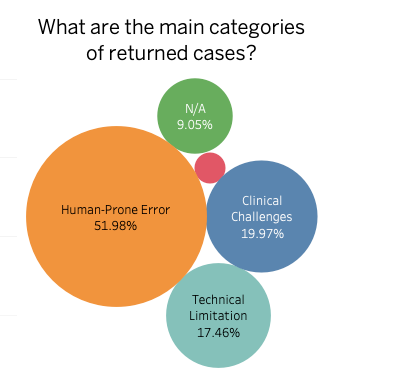 What are the main categories
of returned cases?
N/A
9.05%
Human-Prone Error
51.98%
Clinical
Challenges
19.97%
Technical
Limitation
17.46%